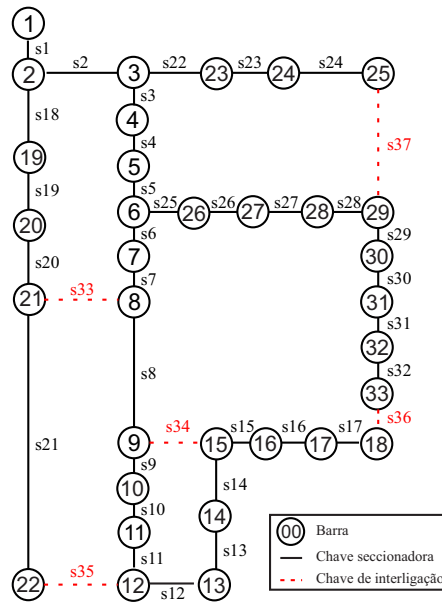 1
s1
s2 s22 s23 s24
2 3 23 24 25
s3
s18 4
s37
s4
19 5
s19 s5 s25 s26 s27 s28
20 6 26 27 28 29
s6 s29
s20 7 30
s33 s7 s30
21 8 31
s31
32
s8 s32
33
s34 s15 s16 s17 s36
s21 9 15 16 17 18
s9
10 s14
s10 14
11 00 Barra
s11 s13 Chave seccionadora
s35
22 12 s12 13 Chave de interligação